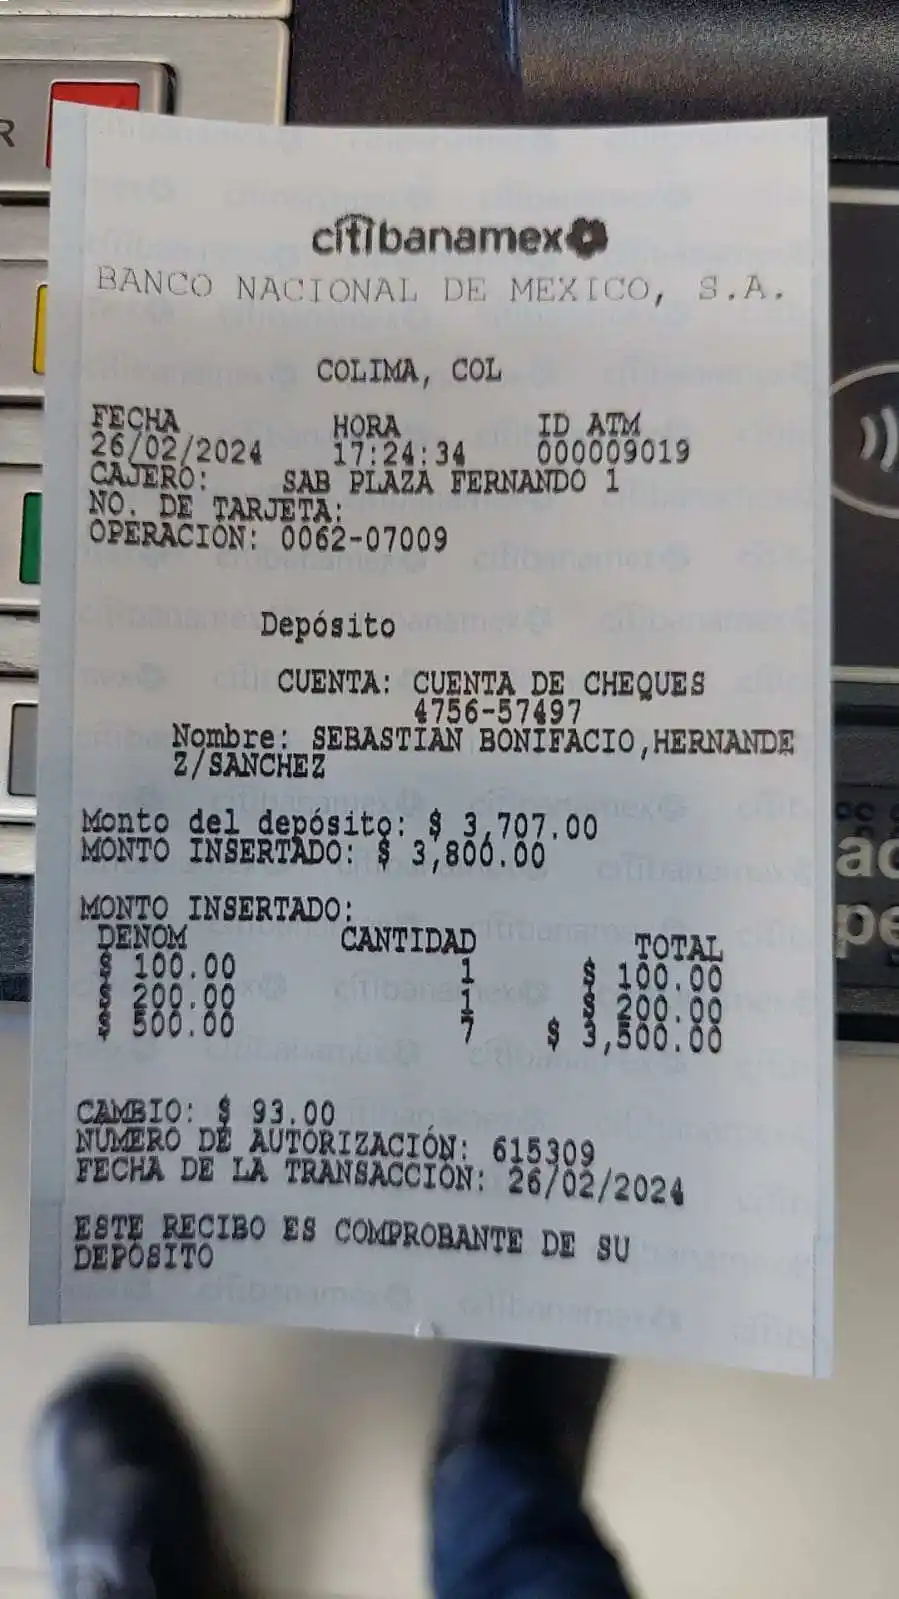 citibanamex
BANCO NACIONAL DE MEXICO, S.A.
COLIMA, COL
FECHA HORA ID ATM
26/02/2024 17:24:34 000009019
CAJERO: SAB PLAZA FERNANDO 1
NO. DE TARJETA:
OPERACIÓN: 0062-07009
Depósito
CUENTA: CUENTA DE CHEQUES
4756-57497
Nombre: SEBASTIAN BONIFACIO,HERNANDE
Z/SANCHEZ
Monto del depósito: $ 3,707.00
MONTO INSERTADO: $ 3,800.00
MONTO INSERTADO:
DENOM CANTIDAD TOTAL
$ 100.00 1 $ 100.00
$ 200.00 1 $ 200.00
$ 500.00 7 $ 3,500.00
CAMBIO: $ 93.00
NÚMERO DE AUTORIZACIÓN: 615309
FECHA DE LA TRANSACCIÓN: 26/02/2024
ESTE RECIBO ES COMPROBANTE DE SU
DEPÓSITO